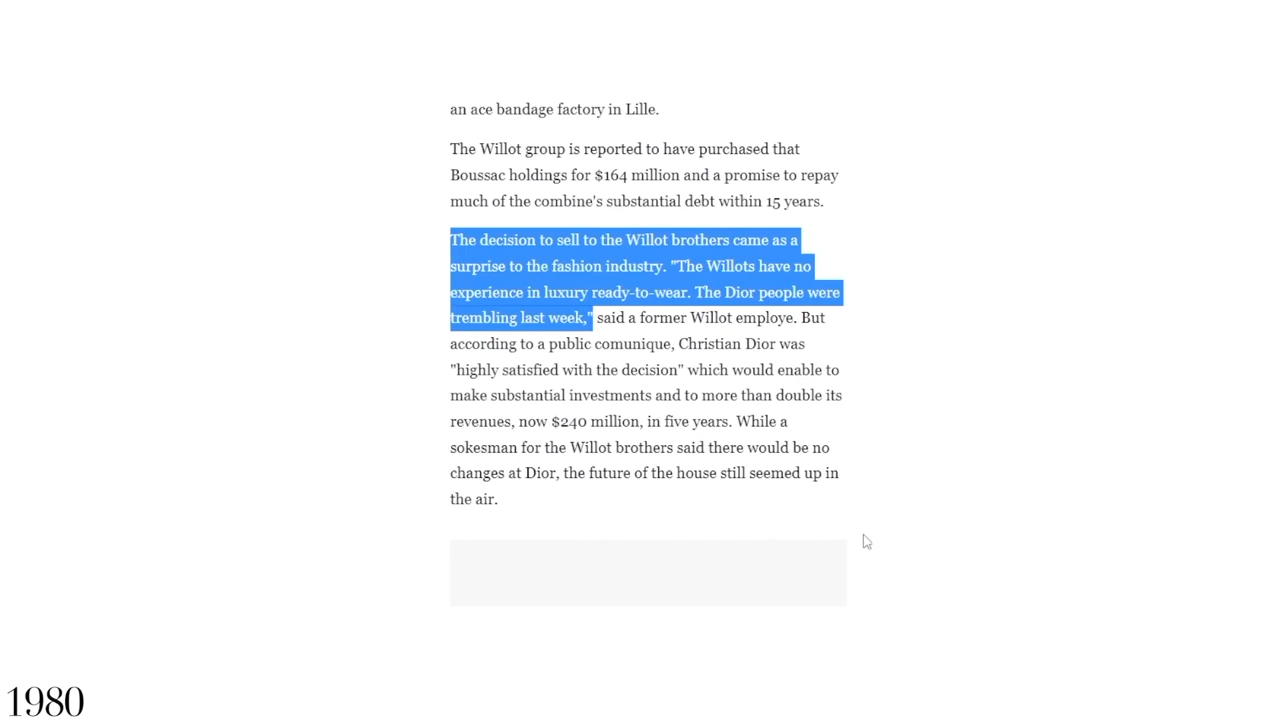 an ace bandage factory in Lille.
The Willot group is reported to have purchased that
Boussac holdings for $164 million and a promise to repay
much of the combine's substantial debt within 15 years.
The decision to sell to the Willot brothers came as a
surprise to the fashion industry. "The Willots have no
experience in luxury ready-to-wear. The Dior people were
trembling last week," said a former Willot employe. But
according to a public comunique, Christian Dior was
"highly satisfied with the decision" which would enable to
make substantial investments and to more than double its
revenues, now $240 million, in five years. While a
sokesman for the Willot brothers said there would be no
changes at Dior, the future of the house still seemed up in
the air.
1980